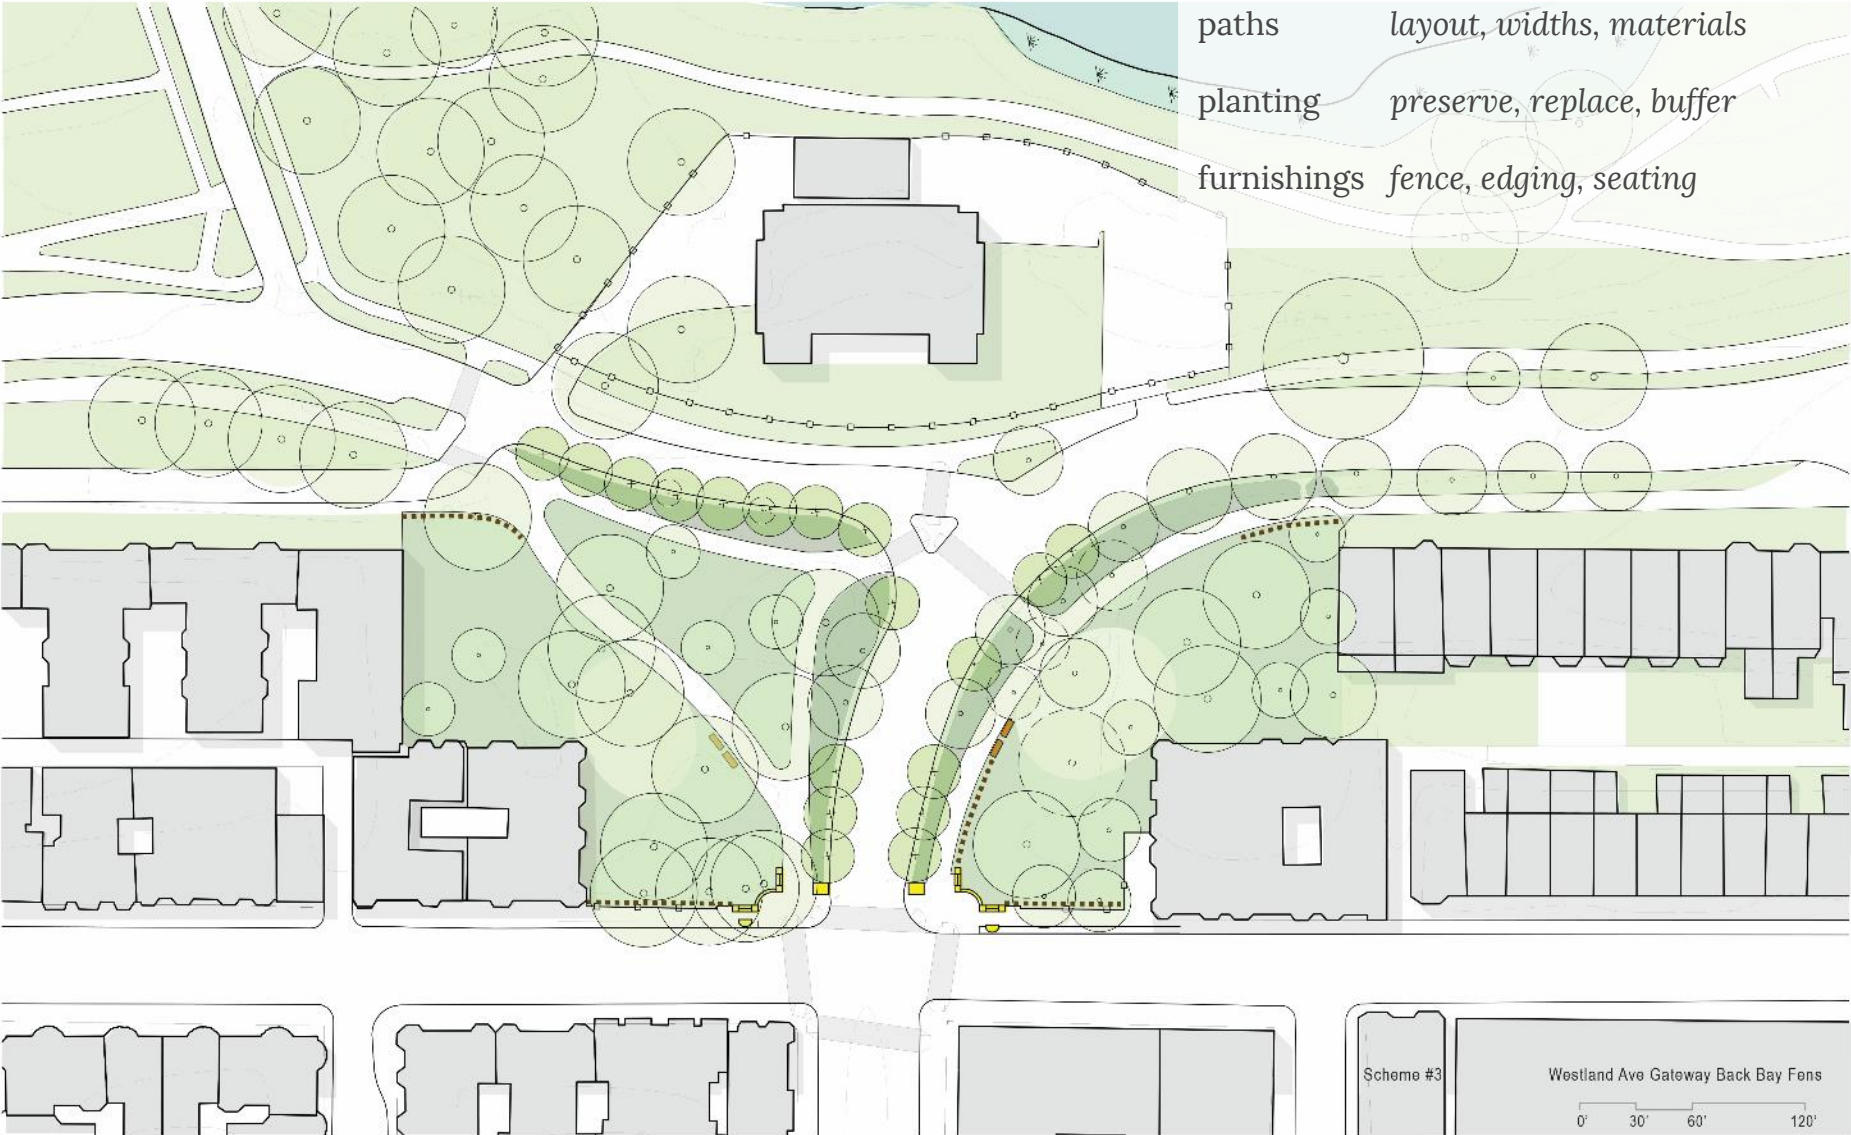 paths layout, widths, materials
planting preserve, replace, buffer
furnishings fence, edging, seating
Scheme #3 Westland Ave Gateway Back Bay Fens
0' 30' 60' 120'